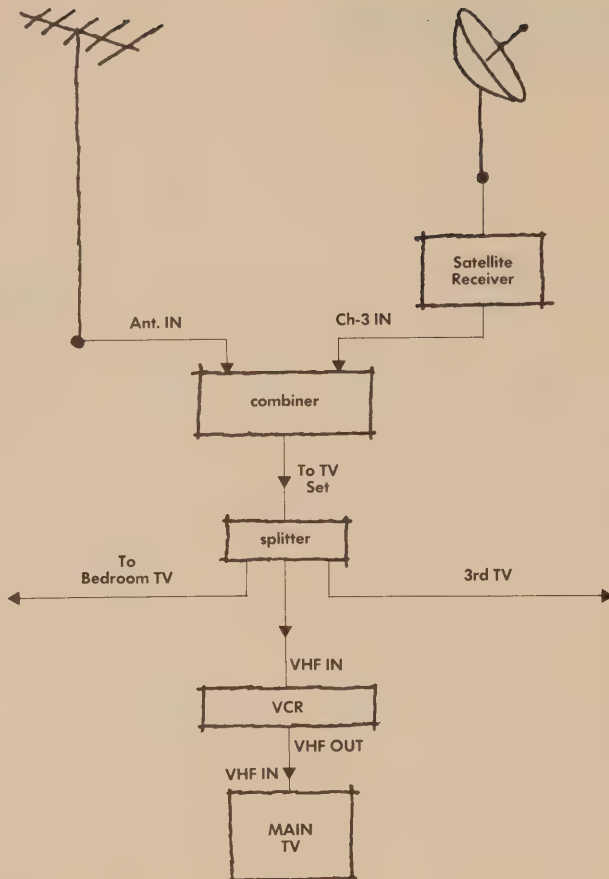 Satellite
Receiver
Ant. IN
Ch-3 IN
combiner
To TV
Set
splitter
To
Bedroom TV
3rd TV
VHF IN
VCR
VHF OUT
VHF IN
MAIN
TV